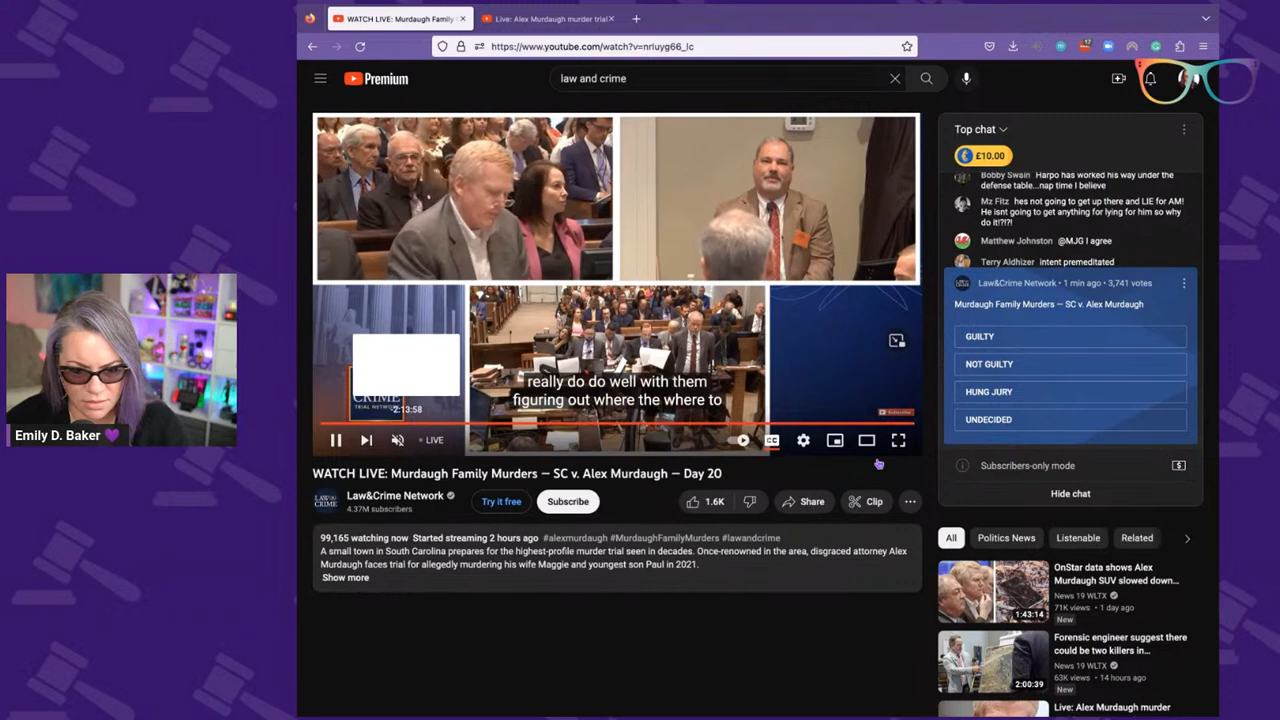 WATCH LIVE: Murdaugh Family
Live: Alex Murdaugh murder trial
https://www.youtube.com/watch?v=nrluyg66_Ic
Premium
law and crime
Top chat
£10.00
Bobby Swain Harpo has worked his way under the
defense table...nap time I believe
Mz Fitz hes not going to get up there and LIE for AM!
He isnt going to get anything for lying for him so why
do it?!?!
Matthew Johnston @MJG I agree
Terry Aldhizer intent premeditated
Law&Crime Network • 1 min ago • 3,741 votes
Murdaugh Family Murders — SC v. Alex Murdaugh
GUILTY
NOT GUILTY
HUNG JURY
UNDECIDED
Subscribers-only mode
Hide chat
really do do well with them
figuring out where the where to
CRIME
TRIAL NETWORK
-2:13:58
Subscribe
LIVE
CC
Emily D. Baker
WATCH LIVE: Murdaugh Family Murders — SC v. Alex Murdaugh — Day 20
LAW&
CRIME
Law&Crime Network
4.37M subscribers
Try it free
Subscribe
1.6K
Share
Clip
99,165 watching now Started streaming 2 hours ago #alexmurdaugh #MurdaughFamilyMurders #lawandcrime
A small town in South Carolina prepares for the highest-profile murder trial seen in decades. Once-renowned in the area, disgraced attorney Alex
Murdaugh faces trial for allegedly murdering his wife Maggie and youngest son Paul in 2021.
Show more
All
Politics News
Listenable
Related
OnStar data shows Alex
Murdaugh SUV slowed down...
News 19 WLTX
71K views • 1 day ago
New
1:43:14
Forensic engineer suggest there
could be two killers in...
News 19 WLTX
63K views • 14 hours ago
New
2:00:39
Live: Alex Murdaugh murder